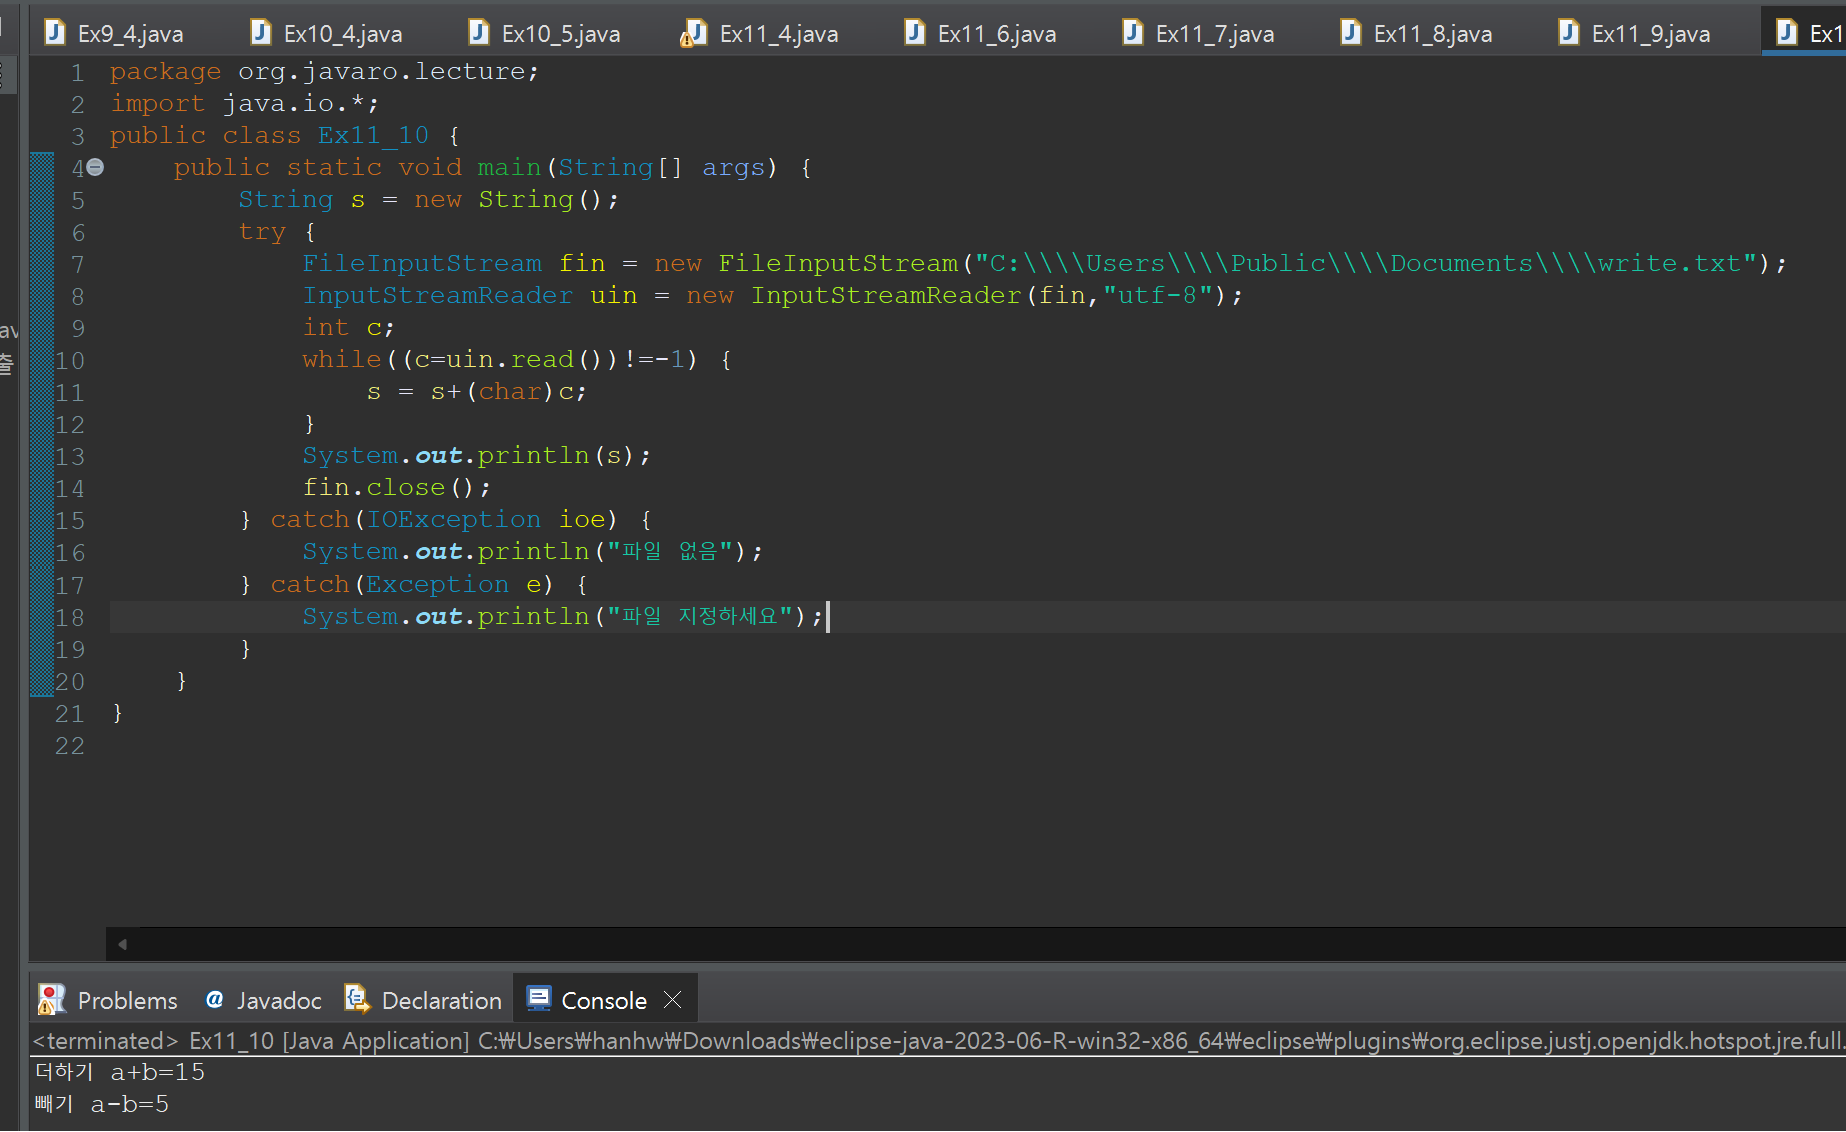 Ex9_4.java Ex10_4.java Ex10_5.java Ex11_4.java Ex11_6.java Ex11_7.java Ex11_8.java Ex11_9.java Ex1
1 package org.javaro.lecture;
2 import java.io.*;
3 public class Ex11_10 {
4 public static void main(String[] args) {
5 String s = new String();
6 try {
7 FileInputStream fin = new FileInputStream("C:\\\\Users\\\\Public\\\\Documents\\\\write.txt");
8 InputStreamReader uin = new InputStreamReader(fin,"utf-8");
9 int c;
10 while((c=uin.read())!=-1) {
11 s = s+(char)c;
12 }
13 System.out.println(s);
14 fin.close();
15 } catch(IOException ioe) {
16 System.out.println("파일 없음");
17 } catch(Exception e) {
18 System.out.println("파일 지정하세요");
19 }
20 }
21 }
22
av
출
Problems Javadoc Declaration Console
<terminated> Ex11_10 [Java Application] C:₩Users₩hanhw₩Downloads₩eclipse-java-2023-06-R-win32-x86_64₩eclipse₩plugins₩org.eclipse.justj.openjdk.hotspot.jre.full.
더하기 a+b=15
빼기 a-b=5